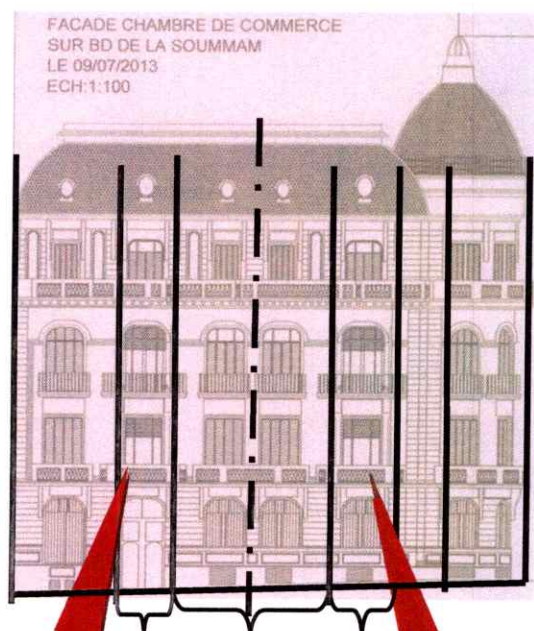 FACADE CHAMBRE DE COMMERCE
SUR BD DE LA SOUMMAM
LE 09/07/2013
ECH:1:100